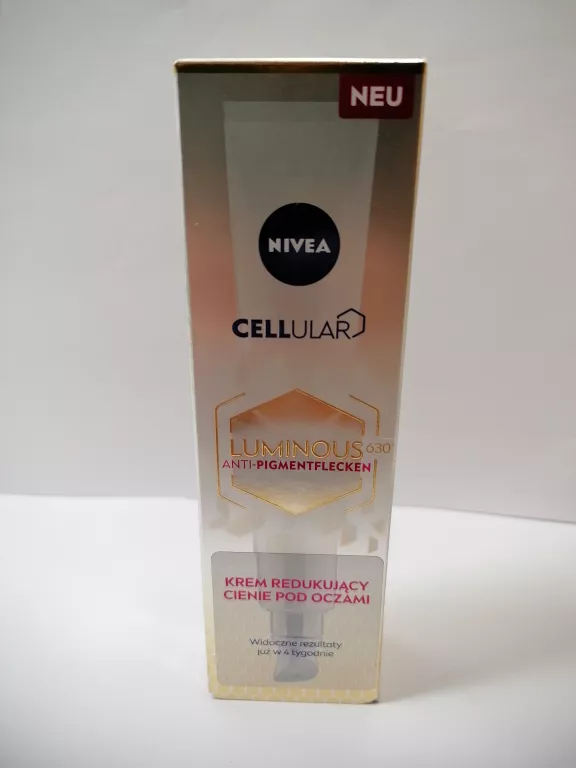 NEU
NIVEA
CELLULAR
LUMINOUS 630
ANTI-PIGMENTFLECKEN
KREM REDUKUJĄCY
CIENIE POD OCZAMI
Widoczne rezultaty
już w 4 tygodnie